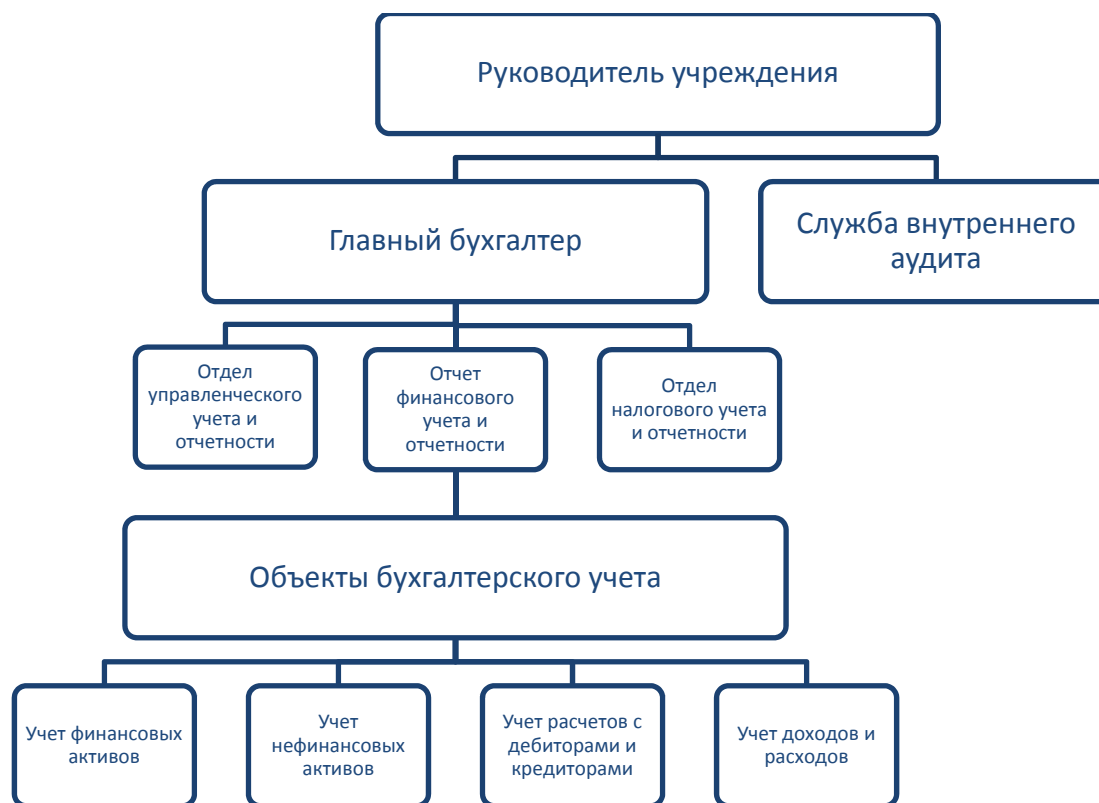 Руководитель учреждения
Главный бухгалтер
Служба внутреннего
аудита
Отдел
управленческого
учета и
отчетности
Отчет
финансового
учета и
отчетности
Отдел
налогового учета
и отчетности
Объекты бухгалтерского учета
Учет финансовых
активов
Учет
нефинансовых
активов
Учет расчетов с
дебиторами и
кредиторами
Учет доходов и
расходов